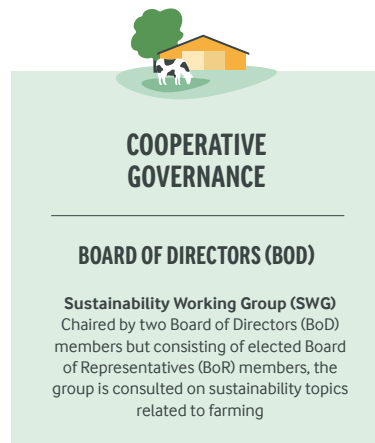 COOPERATIVE
GOVERNANCE
BOARD OF DIRECTORS (BOD)
Sustainability Working Group (SWG)
Chaired by two Board of Directors (BoD)
members but consisting of elected Board
of Representatives (BoR) members, the
group is consulted on sustainability topics
related to farming